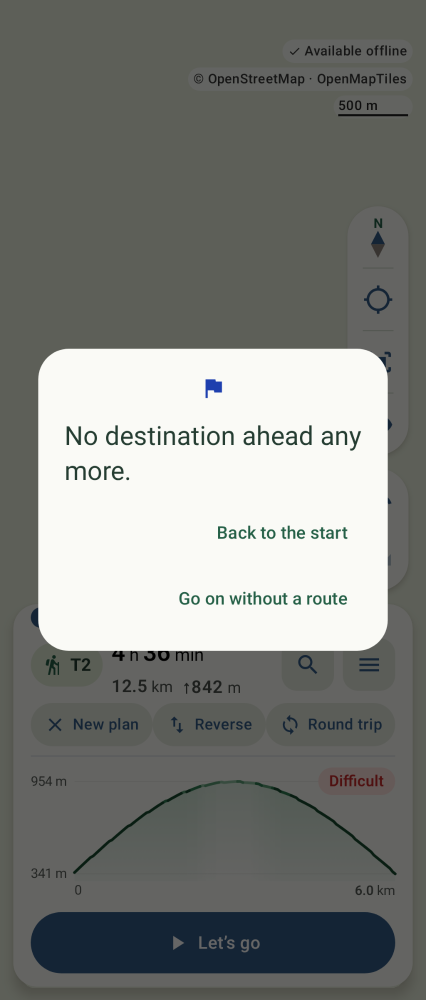 ✓ Available offline
© OpenStreetMap · OpenMapTiles
500 m
N
No destination ahead any
more.
Back to the start
Go on without a route
T2
4 h 36 min
12.5 km ↑842 m
New plan
Reverse
Round trip
954 m
Difficult
341 m
0
6.0 km
Let's go